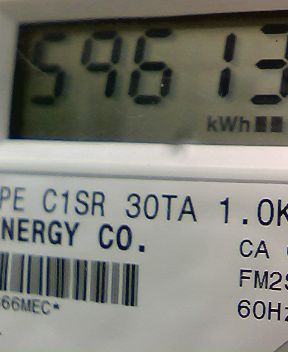 59613
kWh
PE C1SR 30TA 1.0K
NERGY CO.
CA
FM2S
60Hz
66MEC*